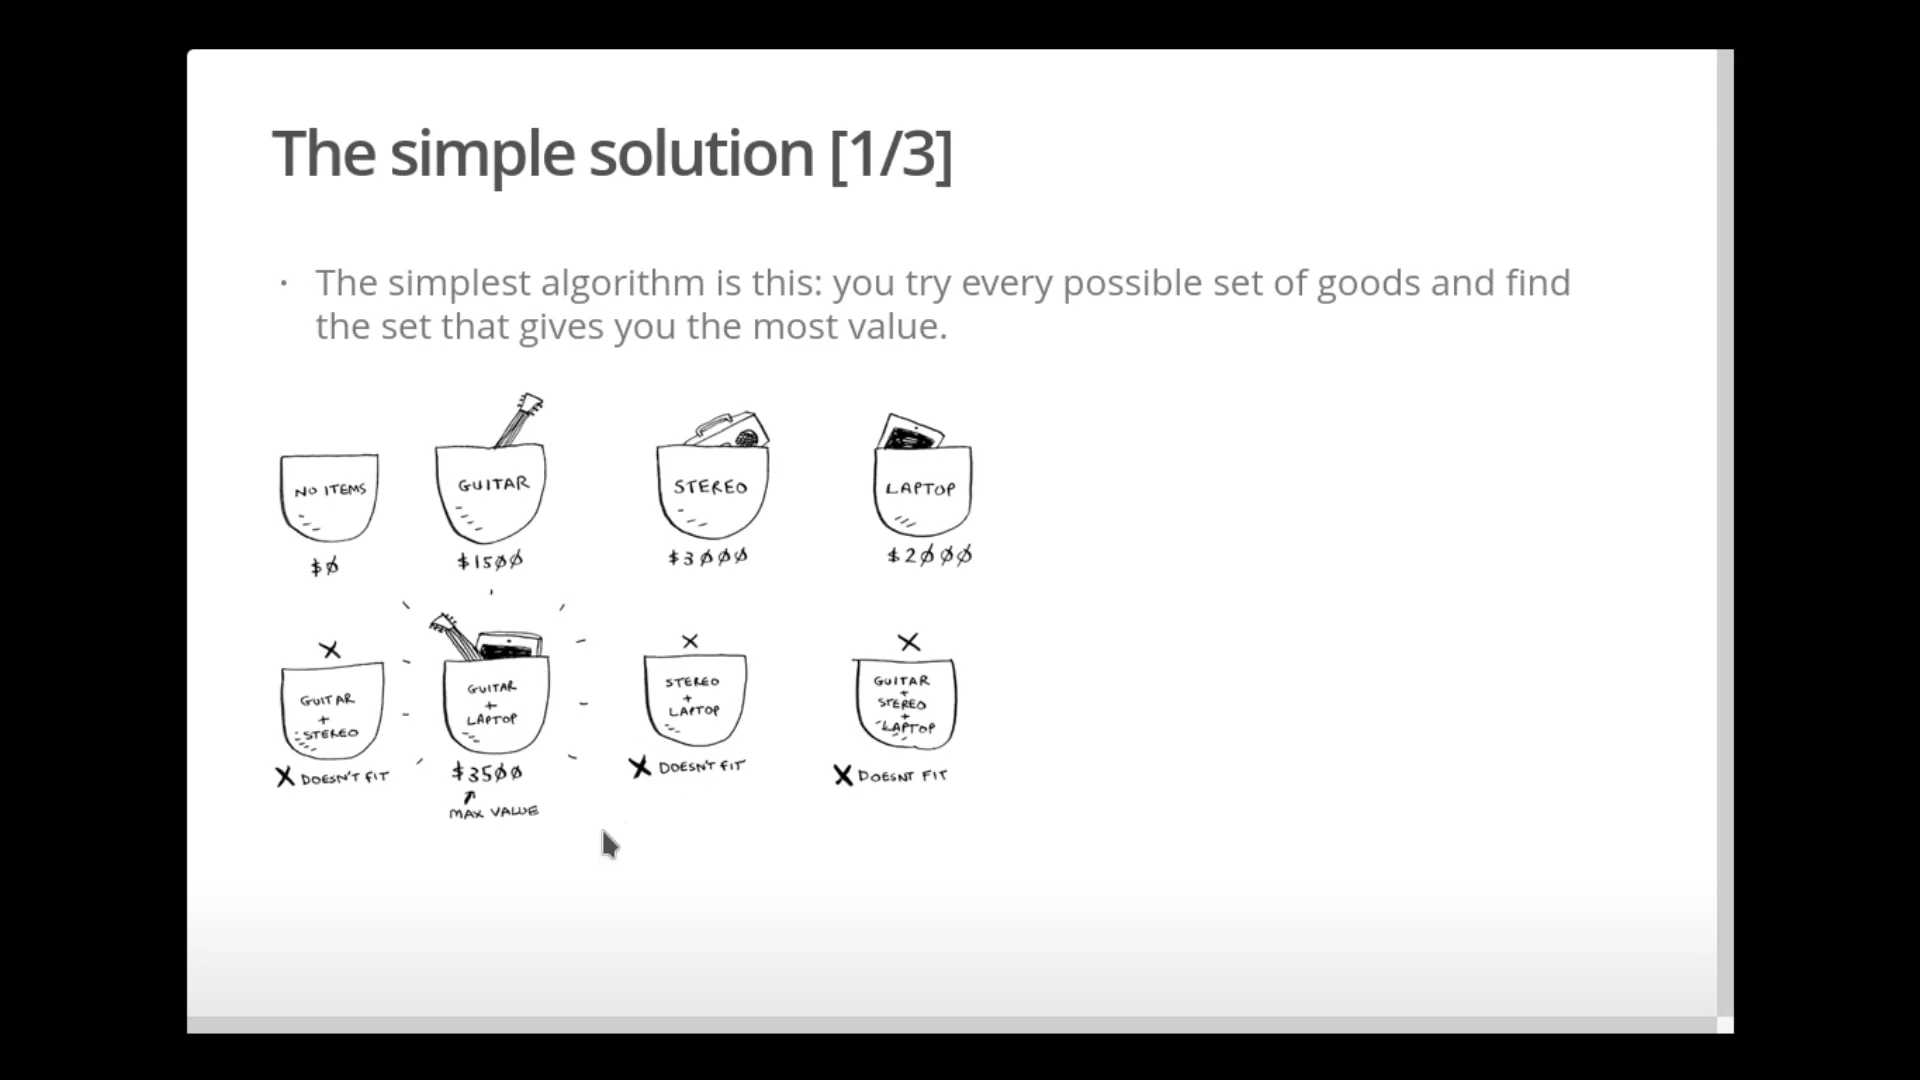 The simple solution [1/3]
· The simplest algorithm is this: you try every possible set of goods and find
the set that gives you the most value.
NO ITEMS
$0
GUITAR
$1500
STEREO
$3000
LAPTOP
$2000
X
GUITAR
+
STEREO
X DOESN'T FIT
GUITAR
+
LAPTOP
$3500
MAX VALUE
X
STEREO
+
LAPTOP
X DOESN'T FIT
X
GUITAR
+
STEREO
+
LAPTOP
X DOESNT FIT